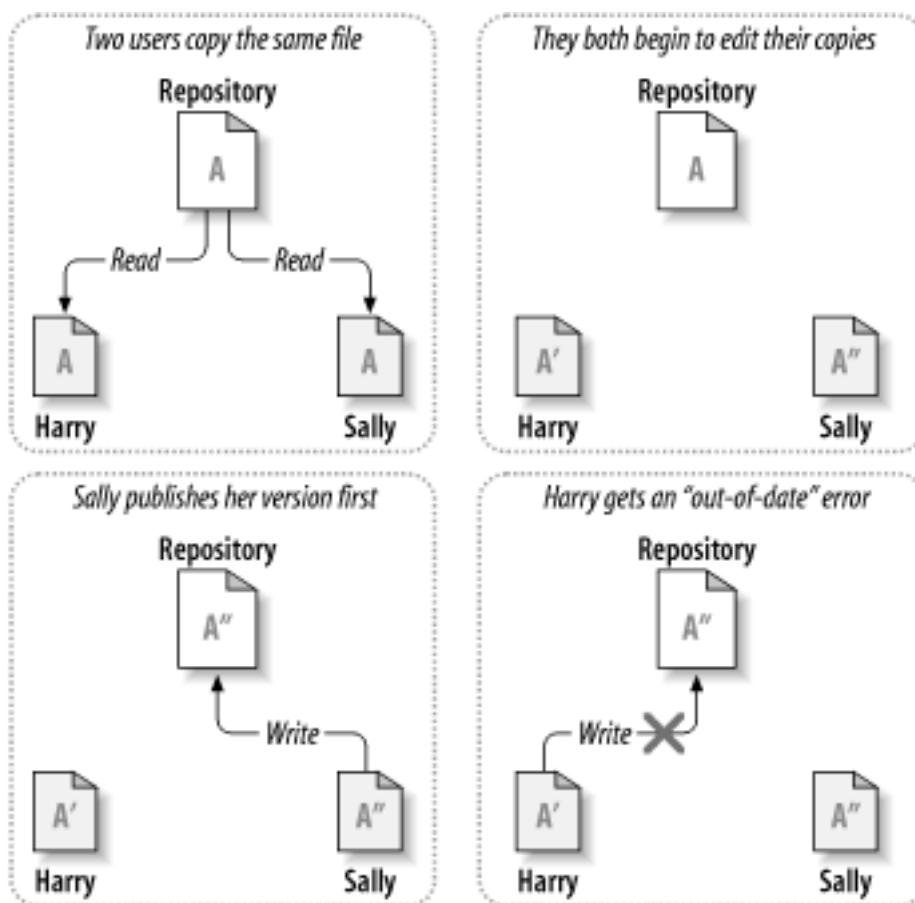 Two users copy the same file
Repository
A
Read
Read
A
A
Harry
Sally
They both begin to edit their copies
Repository
A
A'
A"
Harry
Sally
Sally publishes her version first
Repository
A"
Write
A'
A"
Harry
Sally
Harry gets an “out-of-date” error
Repository
A"
Write
A'
A"
Harry
Sally